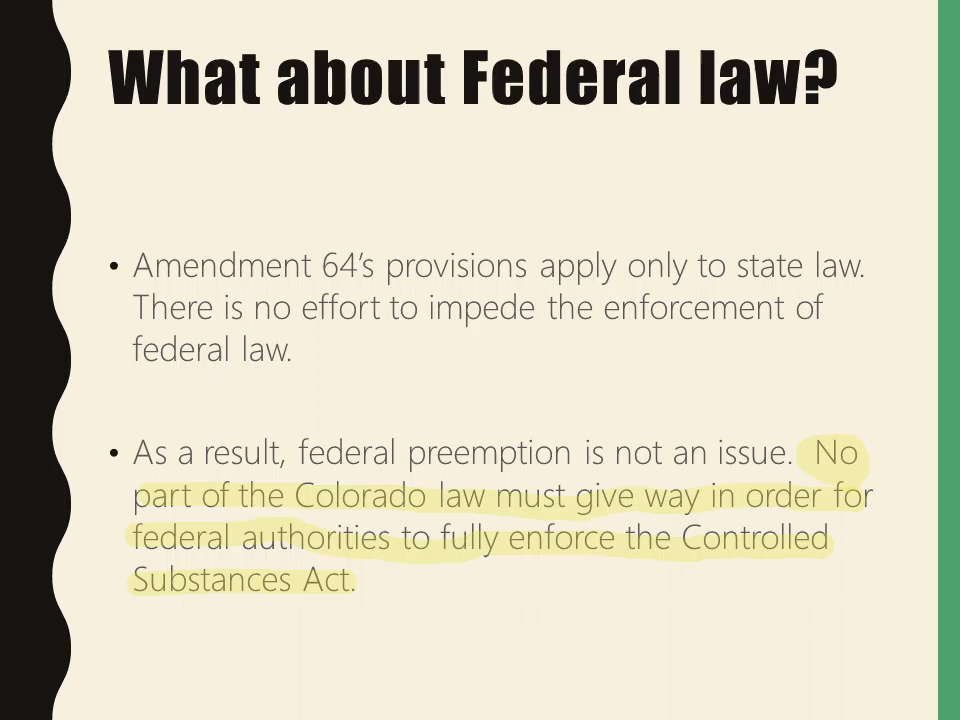 What about Federal law?
• Amendment 64’s provisions apply only to state law.
There is no effort to impede the enforcement of
federal law.
• As a result, federal preemption is not an issue. No
part of the Colorado law must give way in order for
federal authorities to fully enforce the Controlled
Substances Act.